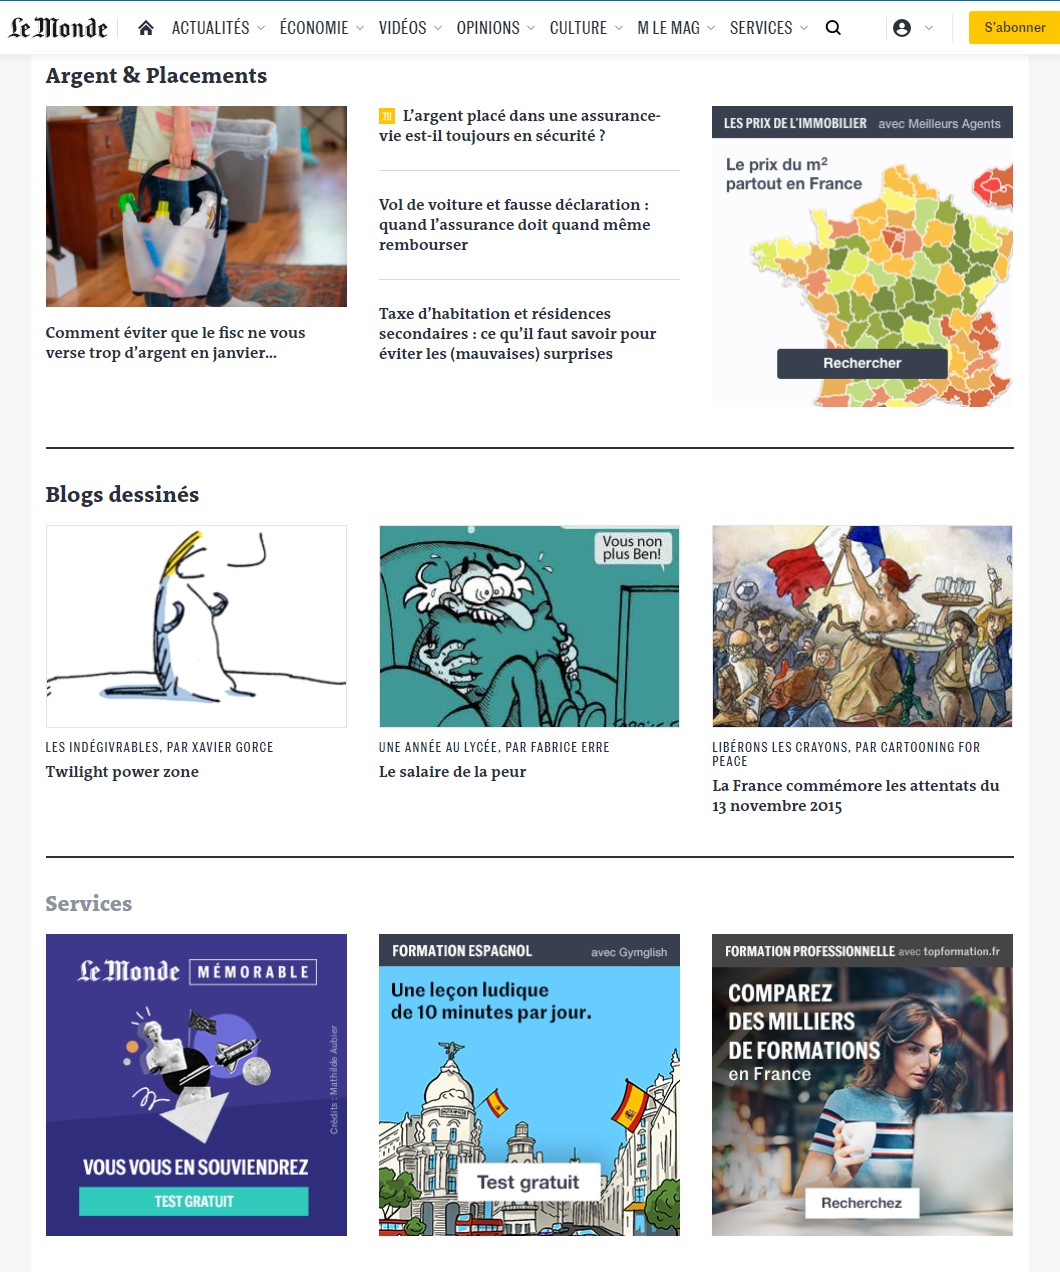 Le Monde
ACTUALITÉS
ÉCONOMIE
VIDÉOS
OPINIONS
CULTURE
M LE MAG
SERVICES
S'abonner
Argent & Placements
Comment éviter que le fisc ne vous
verse trop d'argent en janvier...
L'argent placé dans une assurance-
vie est-il toujours en sécurité ?
Vol de voiture et fausse déclaration :
quand l'assurance doit quand même
rembourser
Taxe d'habitation et résidences
secondaires : ce qu'il faut savoir pour
éviter les (mauvaises) surprises
LES PRIX DE L'IMMOBILIER avec Meilleurs Agents
Le prix du m²
partout en France
Rechercher
Blogs dessinés
LES INDÉGIVRABLES, PAR XAVIER GORCE
Twilight power zone
Vous non
plus Ben!
UNE ANNÉE AU LYCÉE, PAR FABRICE ERRE
Le salaire de la peur
LIBÉRONS LES CRAYONS, PAR CARTOONING FOR
PEACE
La France commémore les attentats du
13 novembre 2015
Services
Le Monde MÉMORABLE
Crédits : Mathilde Aubier
VOUS VOUS EN SOUVIENDREZ
TEST GRATUIT
FORMATION ESPAGNOL avec Gymglish
Une leçon ludique
de 10 minutes par jour.
Test gratuit
FORMATION PROFESSIONNELLE avec topformation.fr
COMPAREZ
DES MILLIERS
DE FORMATIONS
en France
Recherchez